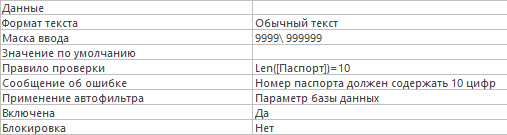 Данные
Формат текста Обычный текст
Маска ввода 9999\ 999999
Значение по умолчанию
Правило проверки Len([Паспорт])=10
Сообщение об ошибке Номер паспорта должен содержать 10 цифр
Применение автофильтра Параметр базы данных
Включена Да
Блокировка Нет